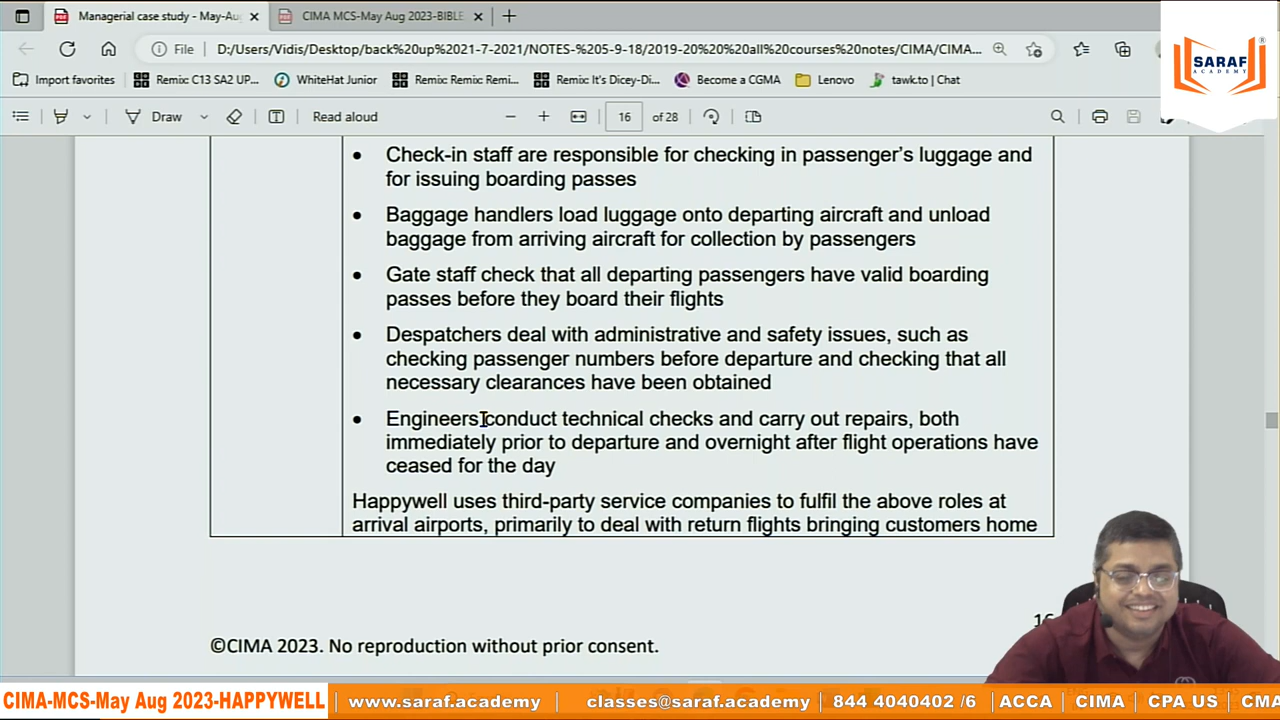 Managerial case study - May-Au
CIMA MCS-May Aug 2023-BIBLE
File
D:/Users/Vidis/Desktop/back%20up%2021-7-2021/NOTES-%205-9-18/2019-20%20%20all%20courses%20notes/CIMA/CIMA...
Import favorites
Remix: C13 SA2 UP...
WhiteHat Junior
Remix: Remix: Remi...
Remix: It's Dicey-Di...
Become a CGMA
Lenovo
tawk.to | Chat
SARAF
ACADEMY
Draw
Read aloud
16
of 28
• Check-in staff are responsible for checking in passenger's luggage and
for issuing boarding passes
• Baggage handlers load luggage onto departing aircraft and unload
baggage from arriving aircraft for collection by passengers
• Gate staff check that all departing passengers have valid boarding
passes before they board their flights
• Despatchers deal with administrative and safety issues, such as
checking passenger numbers before departure and checking that all
necessary clearances have been obtained
• Engineers conduct technical checks and carry out repairs, both
immediately prior to departure and overnight after flight operations have
ceased for the day
Happywell uses third-party service companies to fulfil the above roles at
arrival airports, primarily to deal with return flights bringing customers home
©CIMA 2023. No reproduction without prior consent.
CIMA-MCS-May Aug 2023-HAPPYWELL
www.saraf.academy
classes@saraf.academy
844 4040402 /6
ACCA | CIMA | CPA US | CMA